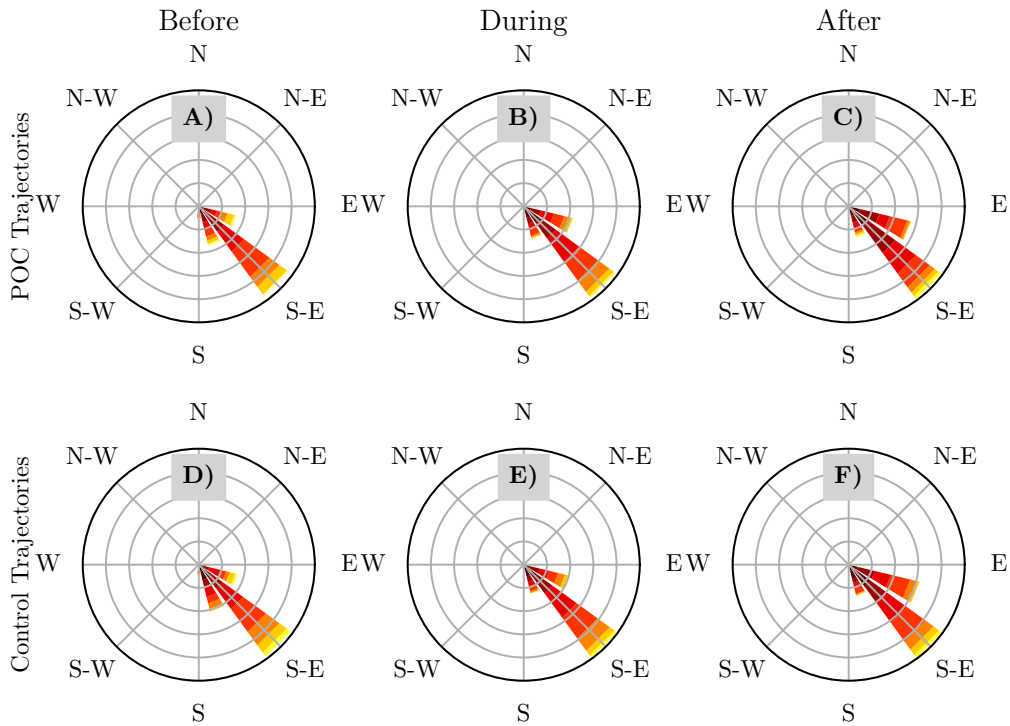 Before During After
N N N
N-W A) N-E N-W B) N-E N-W C) N-E
POC Trajectories
W E W E W E
S-W S-E S-W S-E S-W S-E
S S S
N N N
N-W D) N-E N-W E) N-E N-W F) N-E
Control Trajectories
W E W E W E
S-W S-E S-W S-E S-W S-E
S S S